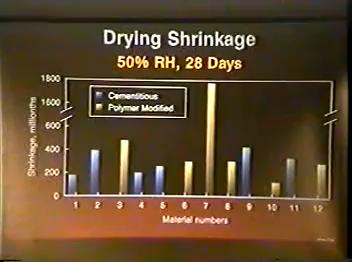 Drying Shrinkage
50% RH, 28 Days
1800
1600
600
400
200
0
Shrinkage, millionths
Cementitious
Polymer Modified
1 2 3 4 5 6 7 8 9 10 11 12
Material numbers